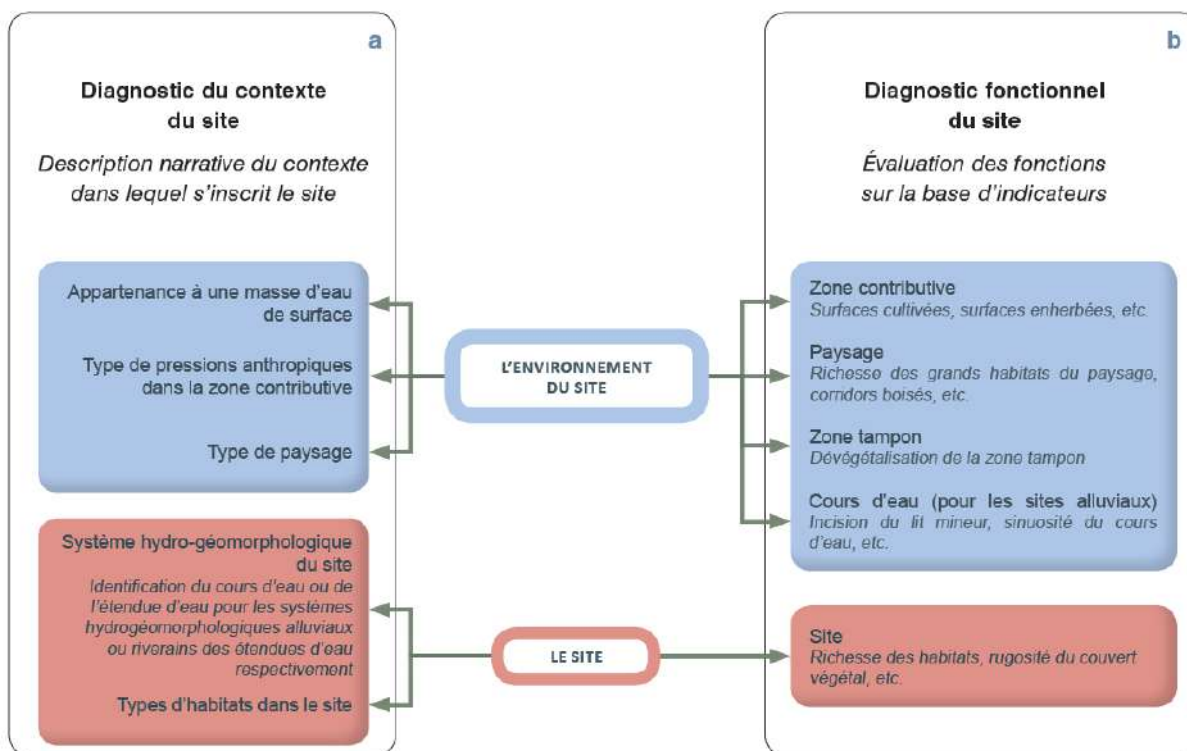 a
Diagnostic du contexte
du site
Description narrative du contexte
dans lequel s'inscrit le site
Appartenance à une masse d'eau
de surface
Type de pressions anthropiques
dans la zone contributive
Type de paysage
Système hydro-géomorphologique
du site
Identification du cours d'eau ou de
l'étendue d'eau pour les systèmes
hydrogéomorphologiques alluviaux
ou riverains des étendues d'eau
respectivement
Types d'habitats dans le site
L'ENVIRONNEMENT
DU SITE
LE SITE
b
Diagnostic fonctionnel
du site
Évaluation des fonctions
sur la base d'indicateurs
Zone contributive
Surfaces cultivées, surfaces enherbées, etc.
Paysage
Richesse des grands habitats du paysage,
corridors boisés, etc.
Zone tampon
Dévégétalisation de la zone tampon
Cours d'eau (pour les sites alluviaux)
Incision du lit mineur, sinuosité du cours
d'eau, etc.
Site
Richesse des habitats, rugosité du couvert
végétal, etc.